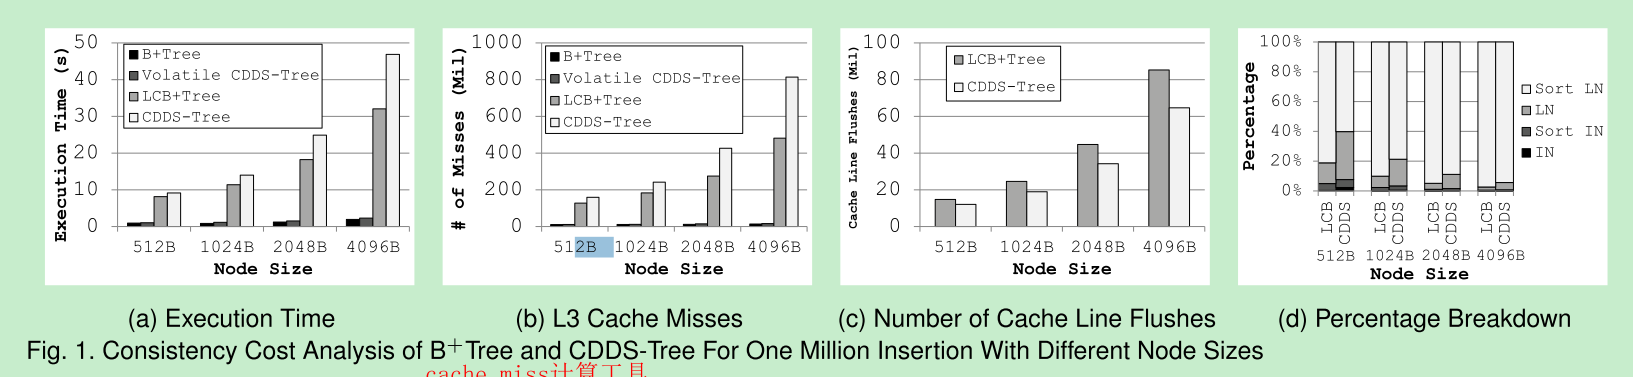 50
40
30
20
10
0
Execution Time (s)
B+Tree
Volatile CDDS-Tree
LCB+Tree
CDDS-Tree
512B 1024B 2048B 4096B
Node Size
(a) Execution Time
1000
800
600
400
200
0
# of Misses (Mil)
B+Tree
Volatile CDDS-Tree
LCB+Tree
CDDS-Tree
512B 1024B 2048B 4096B
Node Size
(b) L3 Cache Misses
100
80
60
40
20
0
Cache Line Flushes (Mil)
LCB+Tree
CDDS-Tree
512B 1024B 2048B 4096B
Node Size
(c) Number of Cache Line Flushes
100%
80%
60%
40%
20%
0%
Percentage
Sort LN
LN
Sort IN
IN
LCB CDDS LCB CDDS LCB CDDS LCB CDDS
512B 1024B 2048B 4096B
Node Size
(d) Percentage Breakdown
Fig. 1. Consistency Cost Analysis of B+Tree and CDDS-Tree For One Million Insertion With Different Node Sizes
cache miss计算工具